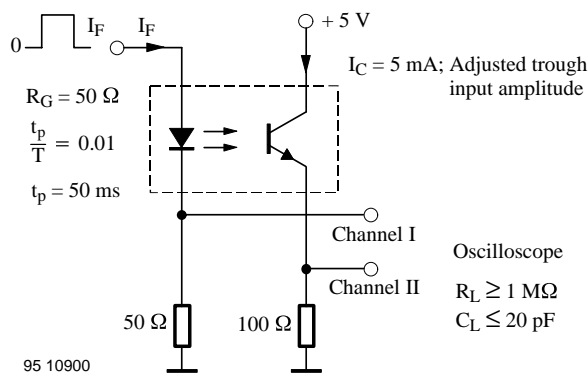 0
I_F
I_F
+ 5 V
I_C = 5 mA; Adjusted trough
input amplitude
R_G = 50 Ω
t_p
T
= 0.01
t_p = 50 ms
Channel I
Channel II
Oscilloscope
R_L ≥ 1 MΩ
C_L ≤ 20 pF
50 Ω
100 Ω
95 10900